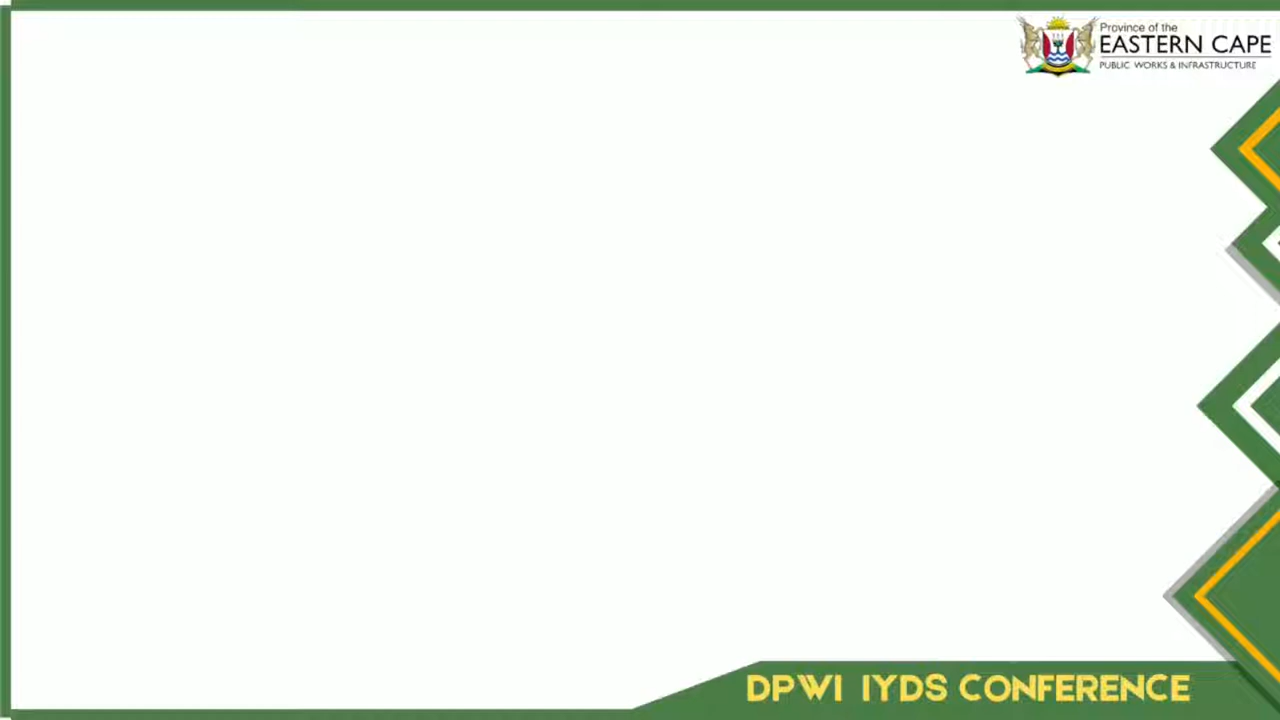 Province of the
EASTERN CAPE
PUBLIC WORKS & INFRASTRUCTURE
DPWI IYDS CONFERENCE